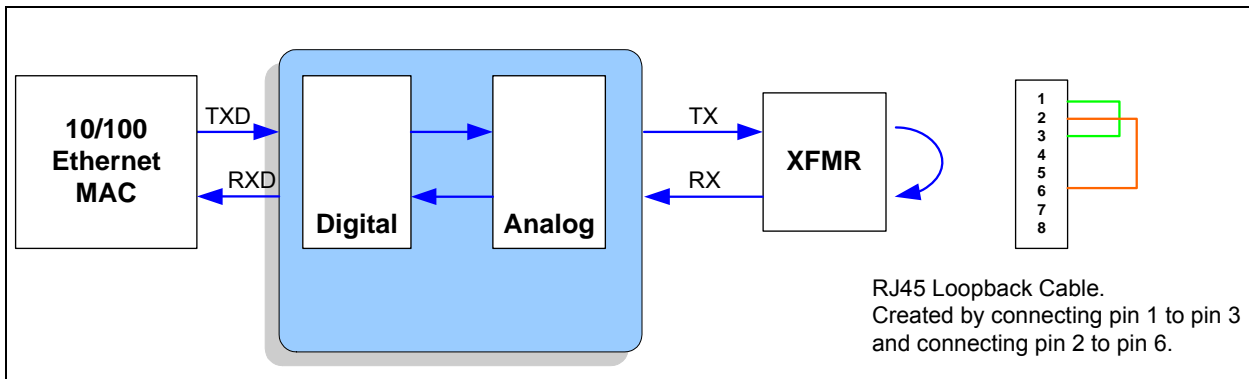 10/100
Ethernet
MAC
TXD
RXD
Digital
Analog
TX
RX
XFMR
1
2
3
4
5
6
7
8
RJ45 Loopback Cable.
Created by connecting pin 1 to pin 3
and connecting pin 2 to pin 6.